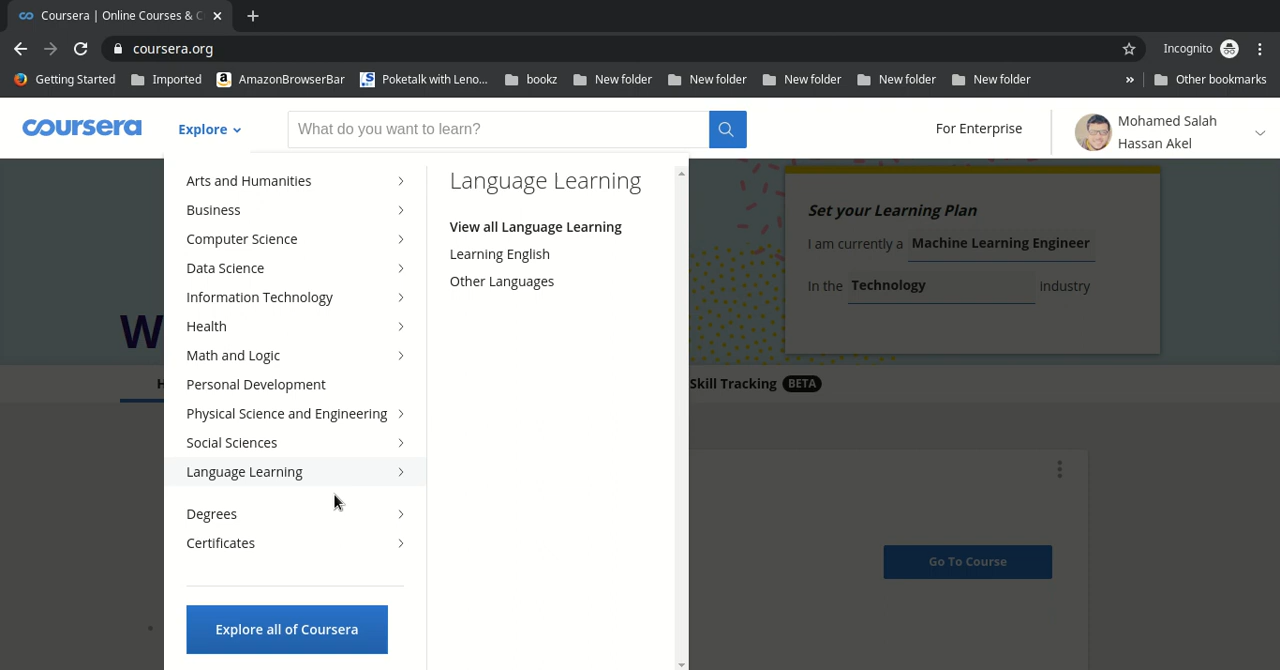 Coursera | Online Courses & C
coursera.org
Incognito
Getting Started
Imported
AmazonBrowserBar
Poketalk with Leno...
bookz
New folder
New folder
New folder
New folder
New folder
»
Other bookmarks
coursera
Explore
What do you want to learn?
For Enterprise
Mohamed Salah
Hassan Akel
Arts and Humanities
Business
Computer Science
Data Science
Information Technology
Health
Math and Logic
Personal Development
Physical Science and Engineering
Social Sciences
Language Learning
Degrees
Certificates
Explore all of Coursera
Language Learning
View all Language Learning
Learning English
Other Languages
Set your Learning Plan
I am currently a Machine Learning Engineer
In the Technology industry
W
H
Skill Tracking BETA
Go To Course